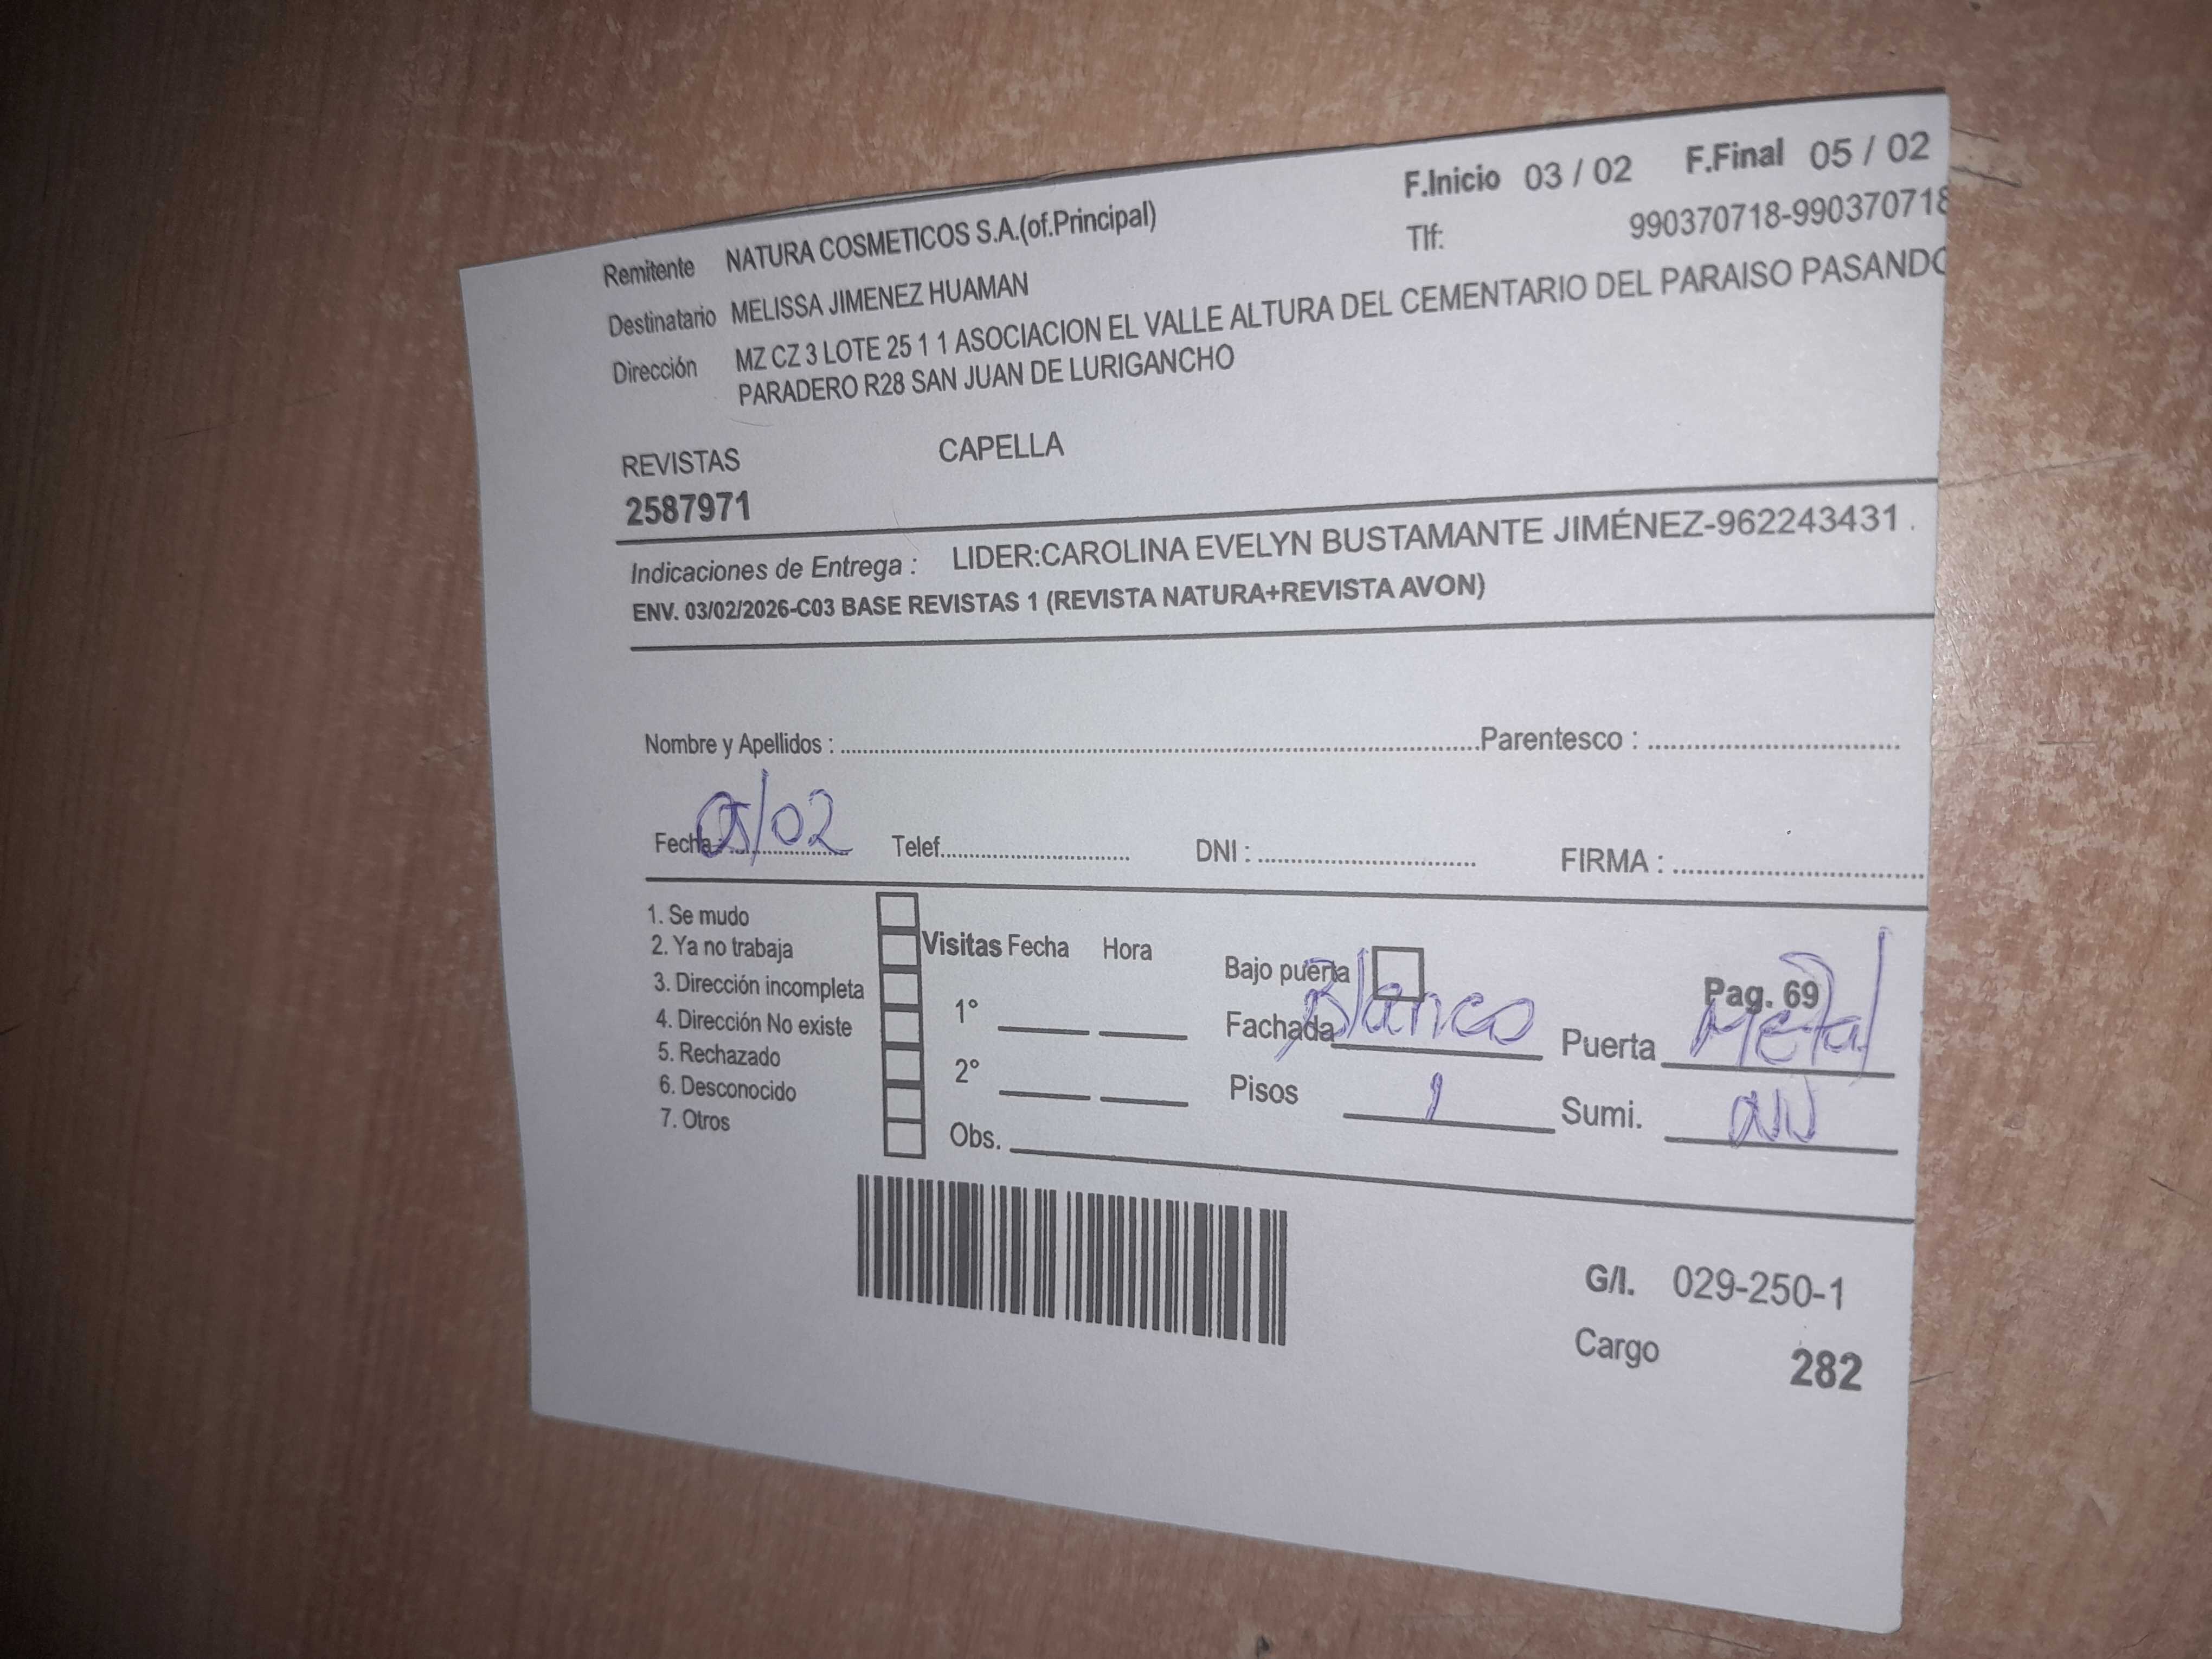 F.Inicio 03 / 02 F.Final 05 / 02
Remitente NATURA COSMETICOS S.A.(of.Principal) Tlf: 990370718-990370718
Destinatario MELISSA JIMENEZ HUAMAN
Dirección MZ CZ 3 LOTE 25 1 1 ASOCIACION EL VALLE ALTURA DEL CEMENTARIO DEL PARAISO PASANDO
PARADERO R28 SAN JUAN DE LURIGANCHO
REVISTAS CAPELLA
2587971
Indicaciones de Entrega : LIDER:CAROLINA EVELYN BUSTAMANTE JIMÉNEZ-962243431 .
ENV. 03/02/2026-C03 BASE REVISTAS 1 (REVISTA NATURA+REVISTA AVON)
Nombre y Apellidos : Parentesco :
Fecha: 05/02 Telef. DNI : FIRMA :
1. Se mudo
2. Ya no trabaja Visitas Fecha Hora Bajo puerta Pag. 69
3. Dirección incompleta
4. Dirección No existe 1° Fachada Blanco Puerta Metal
5. Rechazado
6. Desconocido 2° Pisos 1 Sumi.
7. Otros Obs.
G/I. 029-250-1
Cargo 282